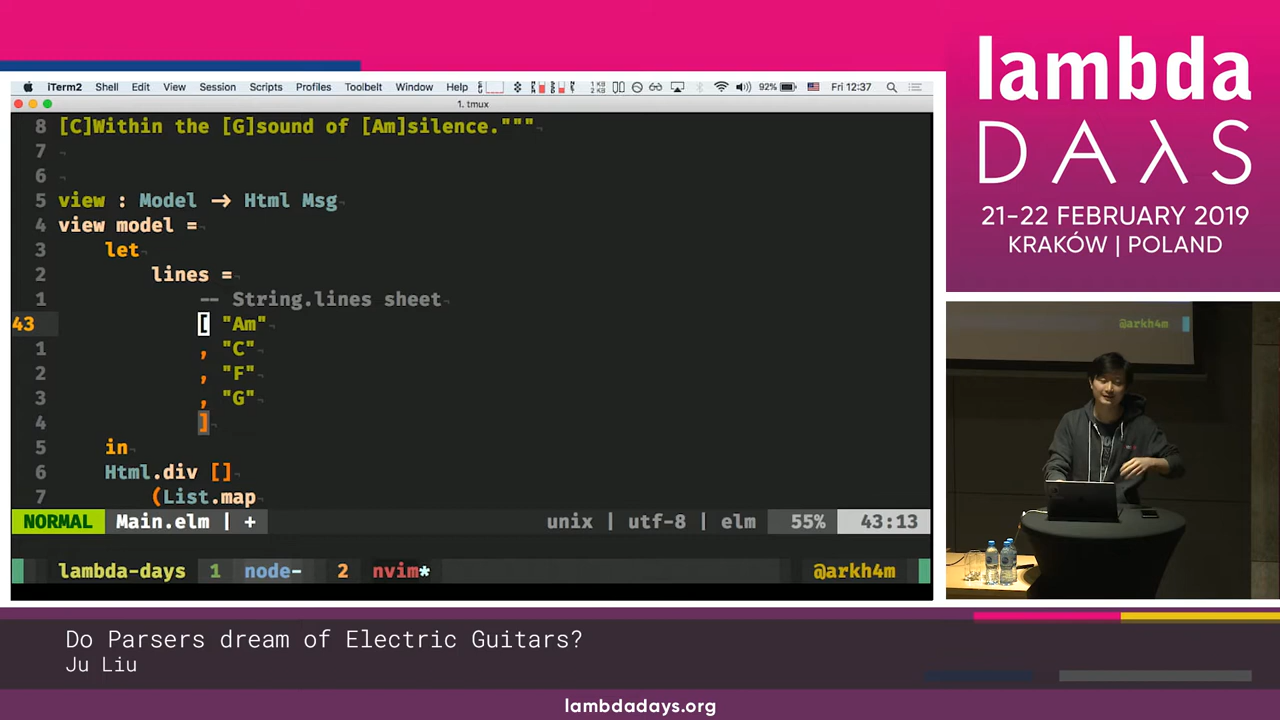 iTerm2 Shell Edit View Session Scripts Profiles Toolbelt Window Help 92% Fri 12:37
1. tmux
8 [C]Within the [G]sound of [Am]silence."""
7
6
5 view : Model → Html Msg
4 view model =
3 let
2 lines =
1 -- String.lines sheet
43 [ "Am"
1 , "C"
2 , "F"
3 , "G"
4 ]
5 in
6 Html.div []
7 (List.map
NORMAL Main.elm | + unix | utf-8 | elm 55% 43:13
lambda-days 1 node- 2 nvim* @arkh4m
lambda
DAλS
21-22 FEBRUARY 2019
KRAKÓW | POLAND
@arkh4m
Do Parsers dream of Electric Guitars?
Ju Liu
lambdadays.org